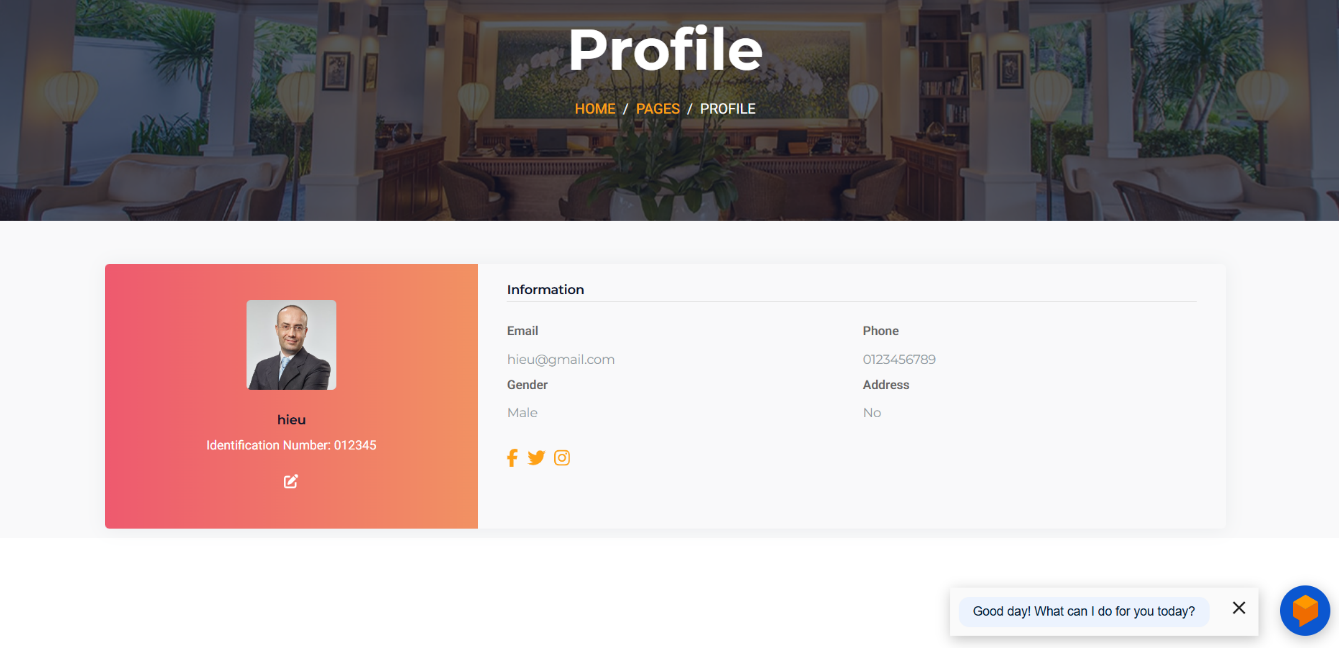 Profile
HOME / PAGES / PROFILE
hieu
Identification Number: 012345
Information
Email
hieu@gmail.com
Phone
0123456789
Gender
Male
Address
No
Good day! What can I do for you today?